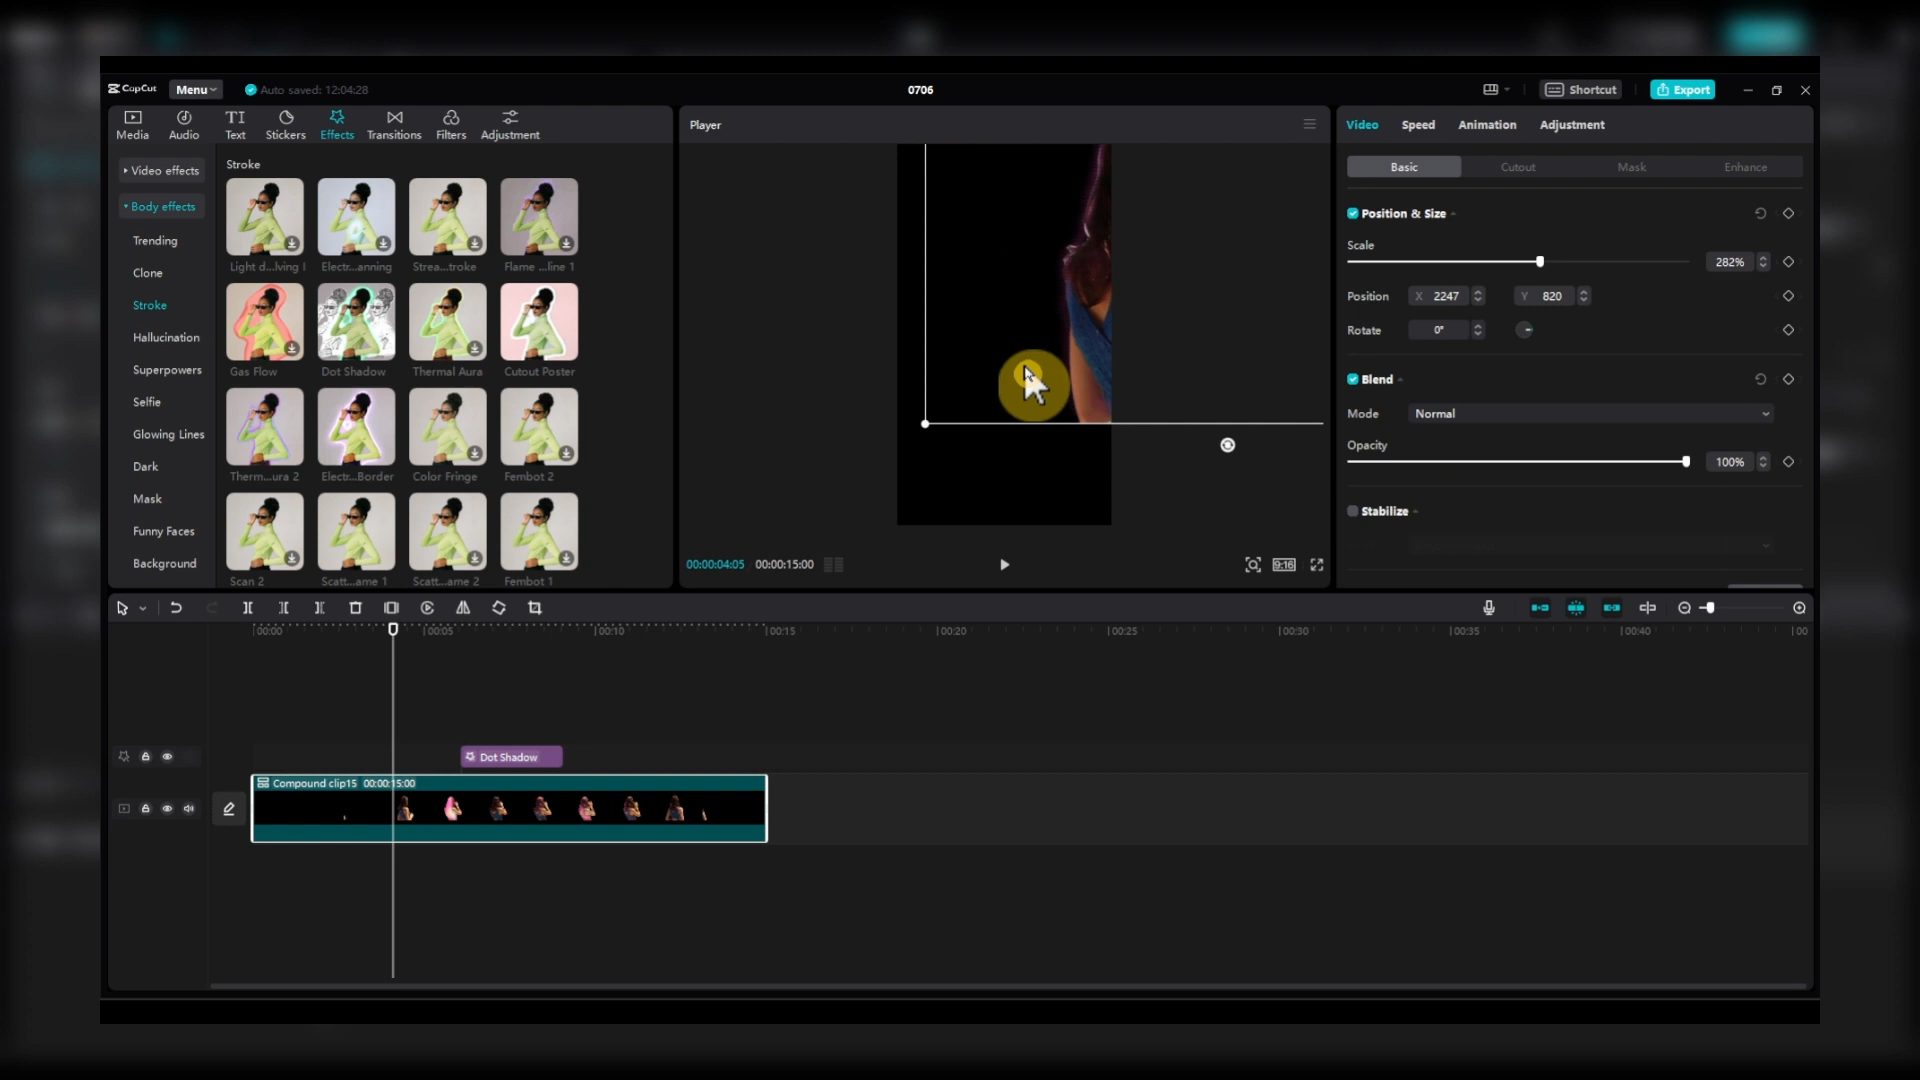 CapCut
Menu
Auto saved: 12:04:28
0706
Shortcut
Export
Media
Audio
TI
Text
Stickers
Effects
Transitions
Filters
Adjustment
Video effects
Body effects
Trending
Clone
Stroke
Hallucination
Superpowers
Selfie
Glowing Lines
Dark
Mask
Funny Faces
Background
Stroke
Light d...lving I
Electr...anning
Strea...troke
Flame ...line 1
Gas Flow
Dot Shadow
Thermal Aura
Cutout Poster
Therm...ura 2
Electr...Border
Color Fringe
Fembot 2
Scan 2
Scatt...ame 1
Scatt...ame 2
Fembot 1
Player
00:00:04:05
00:00:15:00
9:16
Video
Speed
Animation
Adjustment
Basic
Cutout
Mask
Enhance
Position & Size
Scale
282%
Position
X 2247
Y 820
Rotate
0°
Blend
Mode
Normal
Opacity
100%
Stabilize
00:00
00:05
00:10
00:15
00:20
00:25
00:30
00:35
00:40
00
Dot Shadow
Compound clip15 00:00:15:00